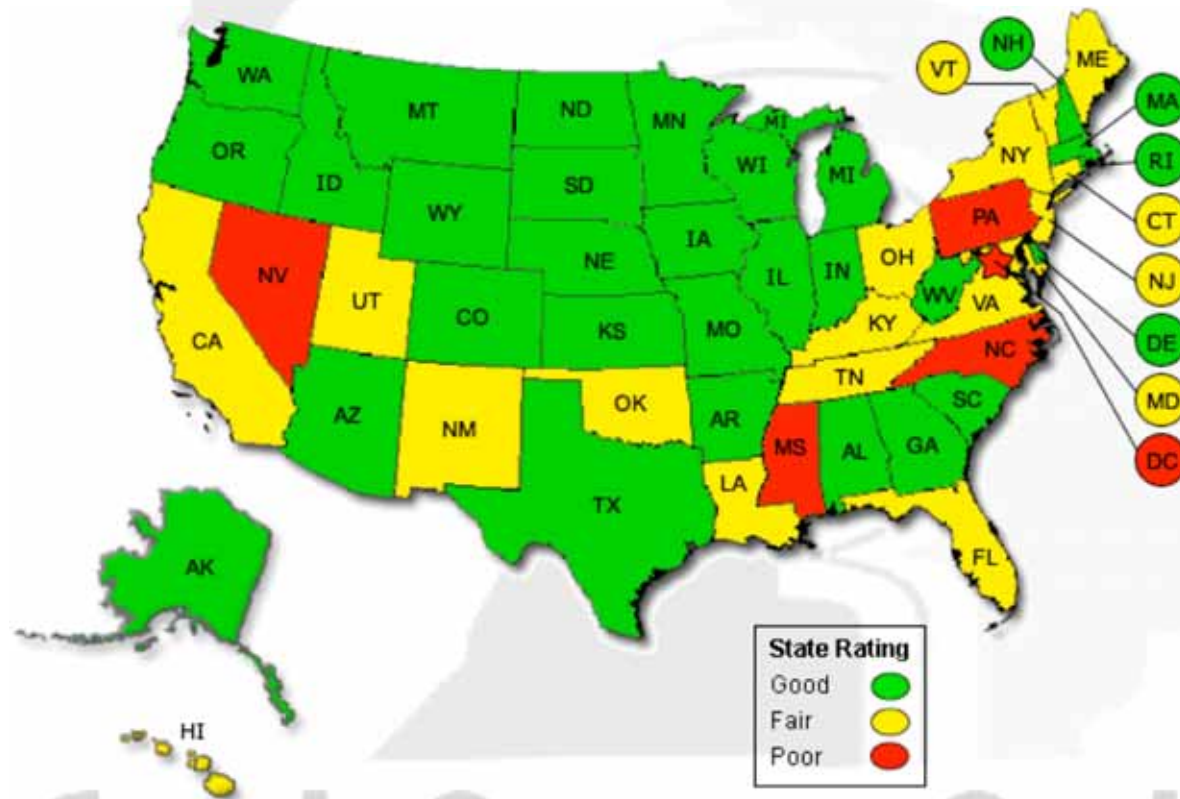 NH
ME
VT
WA
MT
ND
MN
MI
MA
OR
ID
SD
WI
MI
NY
RI
WY
PA
CT
IA
NE
OH
NV
IL
IN
NJ
UT
WV
CO
VA
KS
MO
KY
DE
CA
NC
TN
OK
MD
AZ
NM
AR
SC
MS
AL
GA
DC
LA
TX
FL
AK
State Rating
Good
Fair
HI
Poor